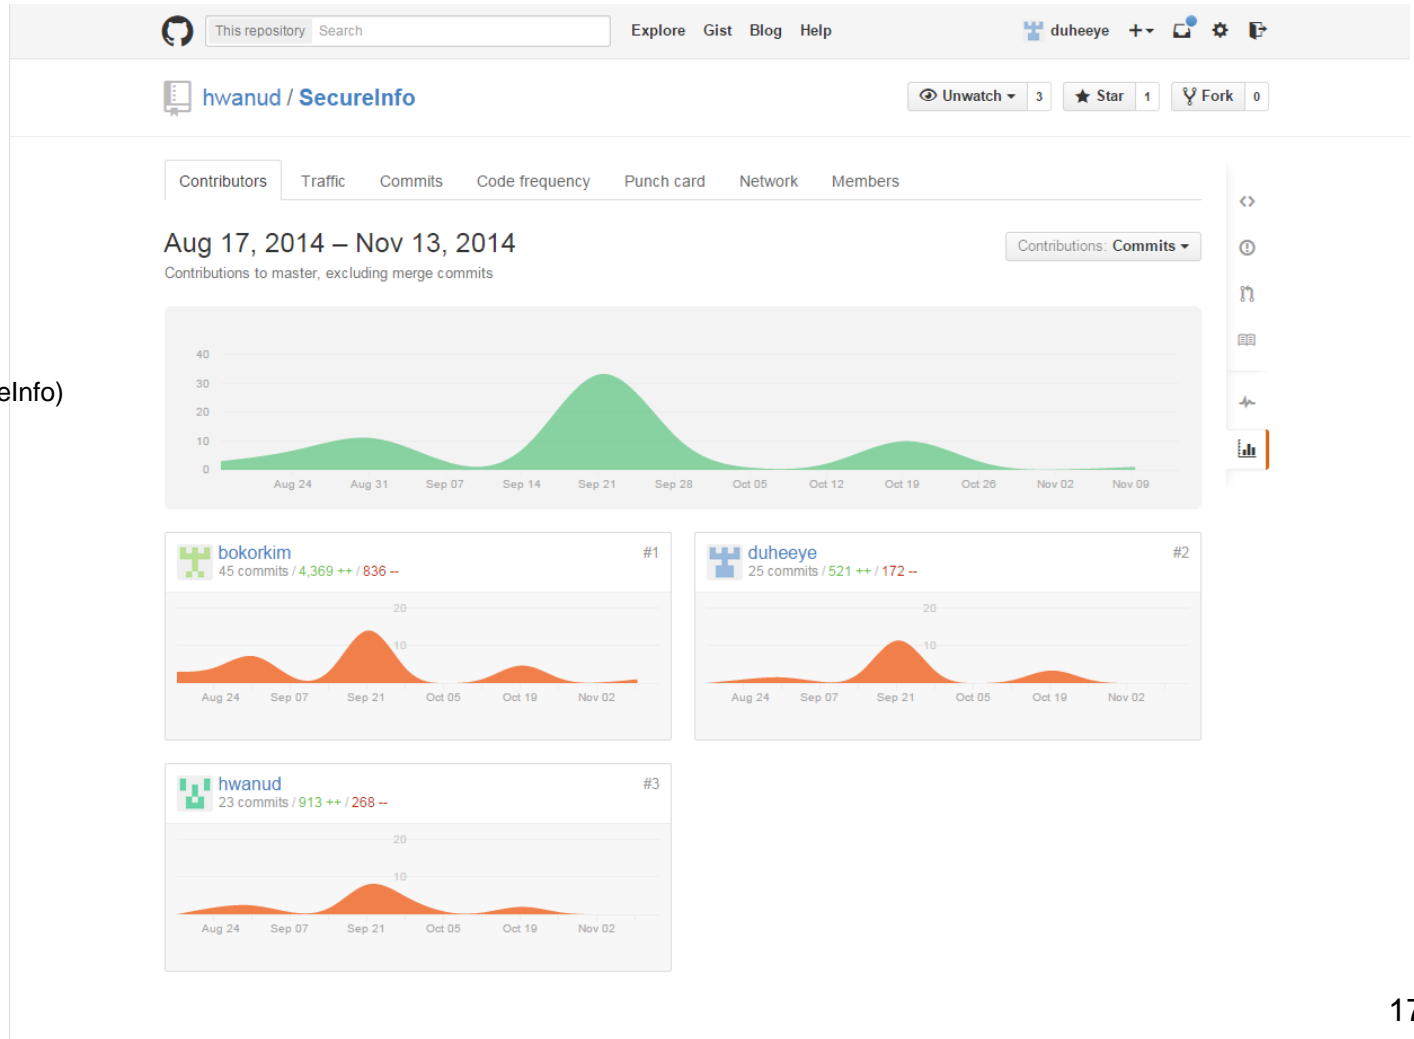 This repository Search Explore Gist Blog Help duheeye
hwanud / SecureInfo Unwatch 3 Star 1 Fork 0
Contributors Traffic Commits Code frequency Punch card Network Members
Aug 17, 2014 – Nov 13, 2014 Contributions: Commits
Contributions to master, excluding merge commits
40
eInfo)
30
20
10
0
Aug 24 Aug 31 Sep 07 Sep 14 Sep 21 Sep 28 Oct 05 Oct 12 Oct 19 Oct 26 Nov 02 Nov 09
bokorkim #1
45 commits / 4,369 ++ / 836 --
20
10
Aug 24 Sep 07 Sep 21 Oct 05 Oct 19 Nov 02
duheeye #2
25 commits / 521 ++ / 172 --
20
10
Aug 24 Sep 07 Sep 21 Oct 05 Oct 19 Nov 02
hwanud #3
23 commits / 913 ++ / 268 --
20
10
Aug 24 Sep 07 Sep 21 Oct 05 Oct 19 Nov 02
17